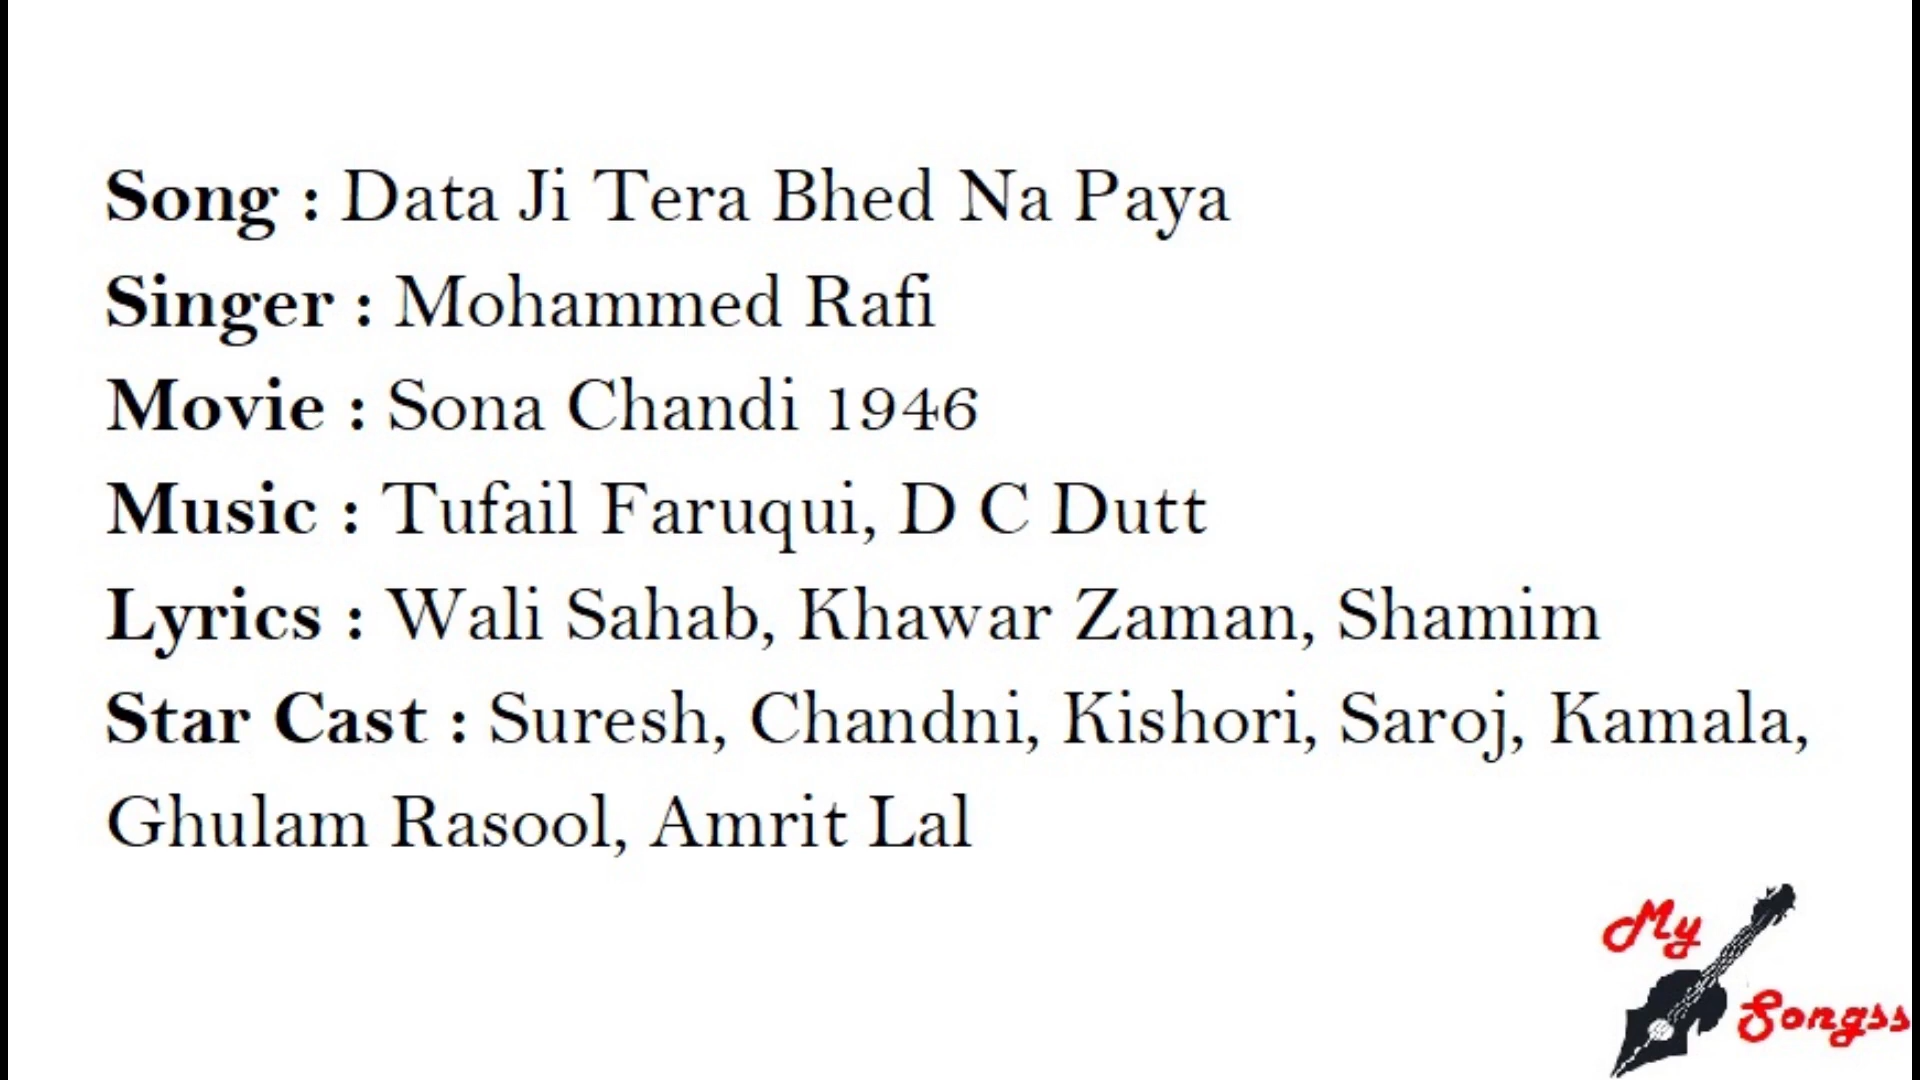 Song : Data Ji Tera Bhed Na Paya
Singer : Mohammed Rafi
Movie : Sona Chandi 1946
Music : Tufail Faruqui, D C Dutt
Lyrics : Wali Sahab, Khawar Zaman, Shamim
Star Cast : Suresh, Chandni, Kishori, Saroj, Kamala,
Ghulam Rasool, Amrit Lal
My
Songss